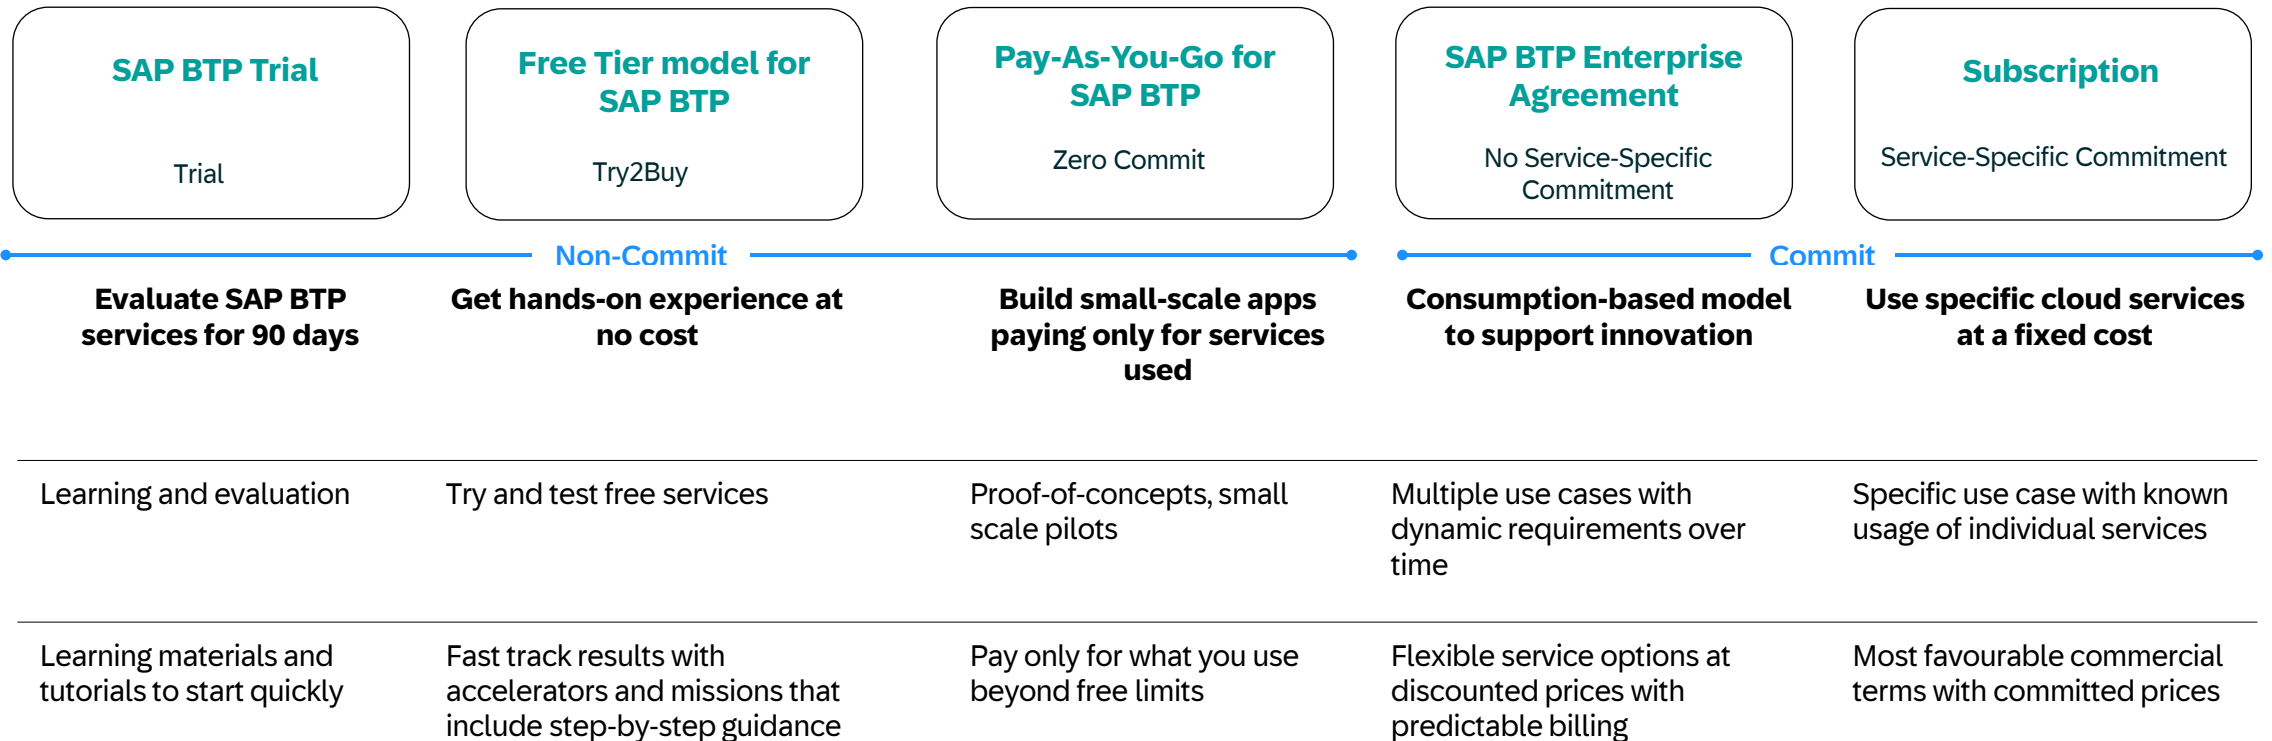 SAP BTP Trial
Trial
Free Tier model for
SAP BTP
Try2Buy
Pay-As-You-Go for
SAP BTP
Zero Commit
SAP BTP Enterprise
Agreement
No Service-Specific
Commitment
Subscription
Service-Specific Commitment
Non-Commit
Commit
Evaluate SAP BTP
services for 90 days
Get hands-on experience at
no cost
Build small-scale apps
paying only for services
used
Consumption-based model
to support innovation
Use specific cloud services
at a fixed cost
Learning and evaluation
Try and test free services
Proof-of-concepts, small
scale pilots
Multiple use cases with
dynamic requirements over
time
Specific use case with known
usage of individual services
Learning materials and
tutorials to start quickly
Fast track results with
accelerators and missions that
include step-by-step guidance
Pay only for what you use
beyond free limits
Flexible service options at
discounted prices with
predictable billing
Most favourable commercial
terms with committed prices